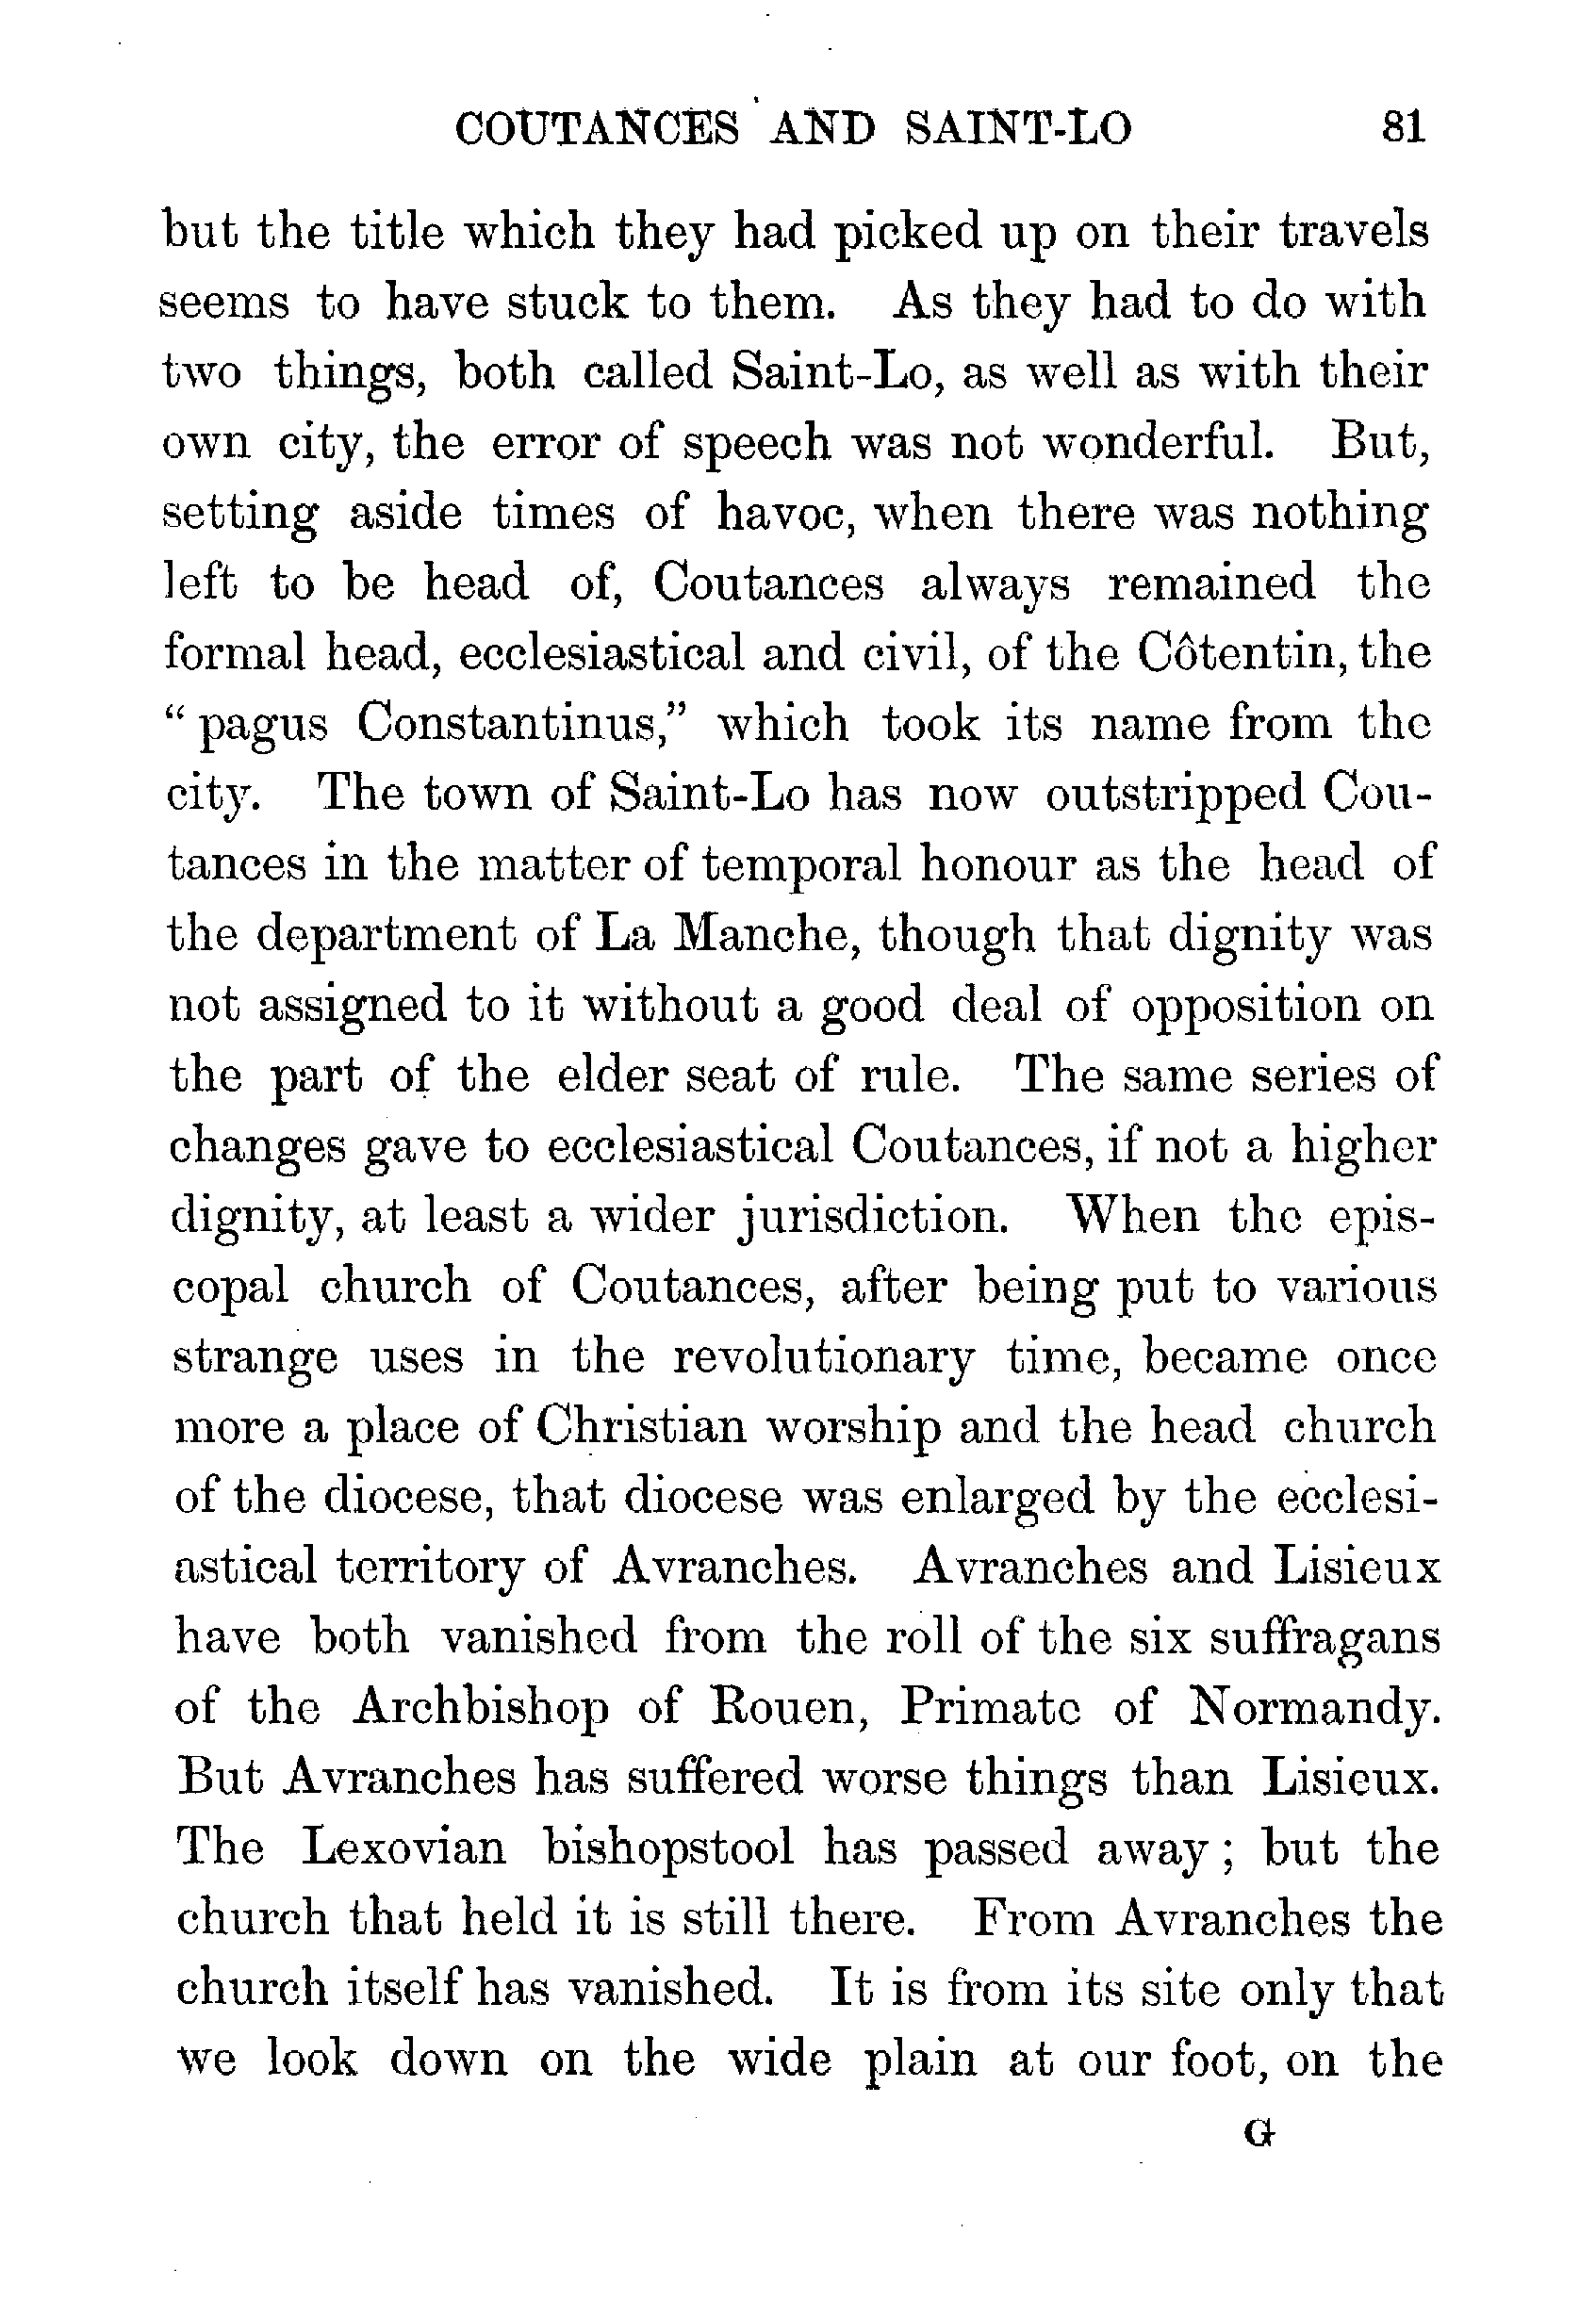 COUTANCES AND SAINT-LO 81
but the title which they had picked up on their travels
seems to have stuck to them. As they had to do with
two things, both called Saint-Lo, as well as with their
own city, the error of speech was not wonderful. But,
setting aside times of havoc, when there was nothing
left to be head of, Coutances always remained the
formal head, ecclesiastical and civil, of the Côtentin, the
“pagus Constantinus,” which took its name from the
city. The town of Saint-Lo has now outstripped Cou-
tances in the matter of temporal honour as the head of
the department of La Manche, though that dignity was
not assigned to it without a good deal of opposition on
the part of the elder seat of rule. The same series of
changes gave to ecclesiastical Coutances, if not a higher
dignity, at least a wider jurisdiction. When the epis-
copal church of Coutances, after being put to various
strange uses in the revolutionary time, became once
more a place of Christian worship and the head church
of the diocese, that diocese was enlarged by the ecclesi-
astical territory of Avranches. Avranches and Lisieux
have both vanished from the roll of the six suffragans
of the Archbishop of Rouen, Primate of Normandy.
But Avranches has suffered worse things than Lisieux.
The Lexovian bishopstool has passed away; but the
church that held it is still there. From Avranches the
church itself has vanished. It is from its site only that
we look down on the wide plain at our foot, on the
G